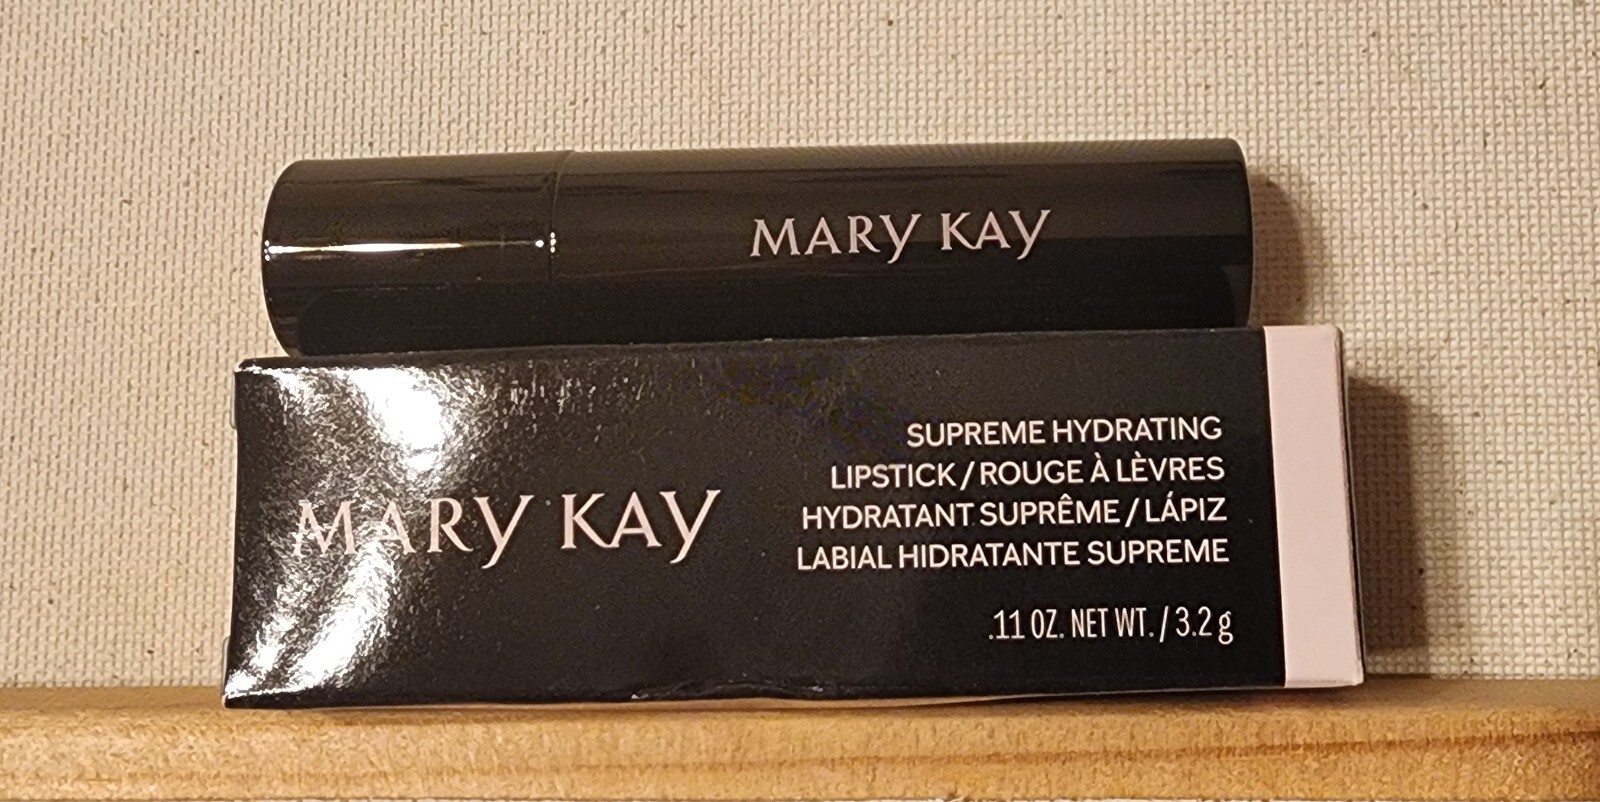 MARY KAY
MARY KAY
SUPREME HYDRATING
LIPSTICK / ROUGE À LÈVRES
HYDRATANT SUPRÊME / LÁPIZ
LABIAL HIDRATANTE SUPREME
.11 OZ. NET WT. / 3.2 g